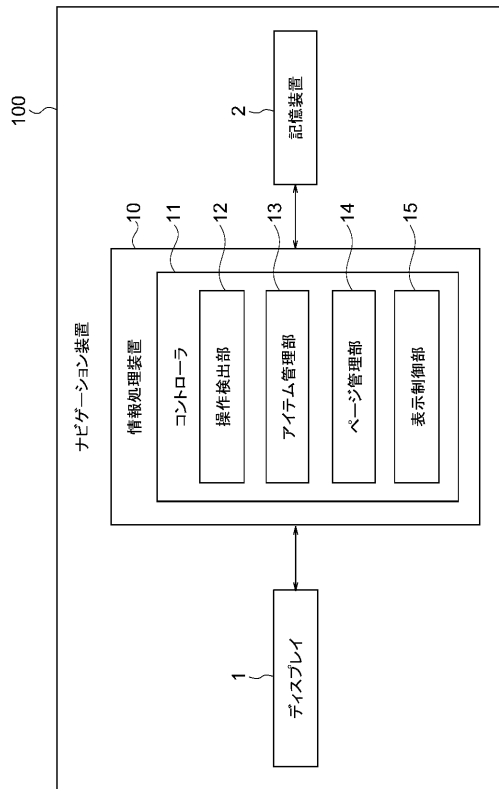 100
ナビゲーション装置
10
情報処理装置
11
コントローラ
12
操作検出部
13
アイテム管理部
14
ページ管理部
15
表示制御部
1
ディスプレイ
2
記憶装置